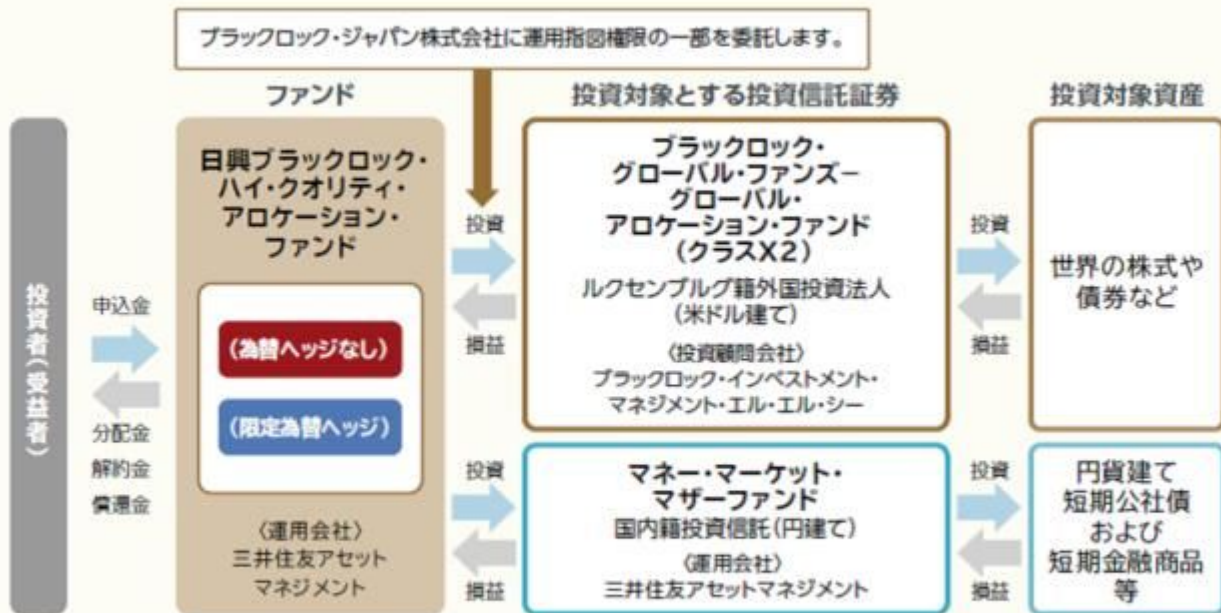 ブラックロック・ジャパン株式会社に運用指図権限の一部を委託します。
ファンド
投資対象とする投資信託証券
投資対象資産
投資者(受益者)
申込金
分配金
解約金
償還金
日興ブラックロック・
ハイ・クオリティ・
アロケーション・
ファンド
(為替ヘッジなし)
(限定為替ヘッジ)
〈運用会社〉
三井住友アセット
マネジメント
投資
損益
ブラックロック・
グローバル・ファンズ－
グローバル・
アロケーション・ファンド
(クラスX2)
ルクセンブルグ籍外国投資法人
(米ドル建て)
〈投資顧問会社〉
ブラックロック・インベストメント・
マネジメント・エル・エル・シー
投資
損益
世界の株式や
債券など
投資
損益
マネー・マーケット・
マザーファンド
国内籍投資信託(円建て)
〈運用会社〉
三井住友アセットマネジメント
投資
損益
円貨建て
短期公社債
および
短期金融商品
等